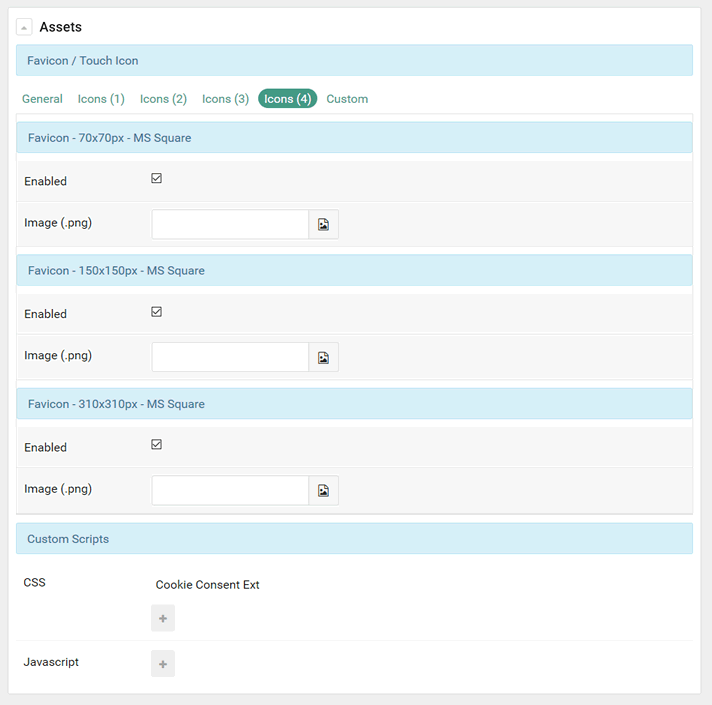 Assets
Favicon / Touch Icon
General Icons (1) Icons (2) Icons (3) Icons (4) Custom
Favicon - 70x70px - MS Square
Enabled
Image (.png)
Favicon - 150x150px - MS Square
Enabled
Image (.png)
Favicon - 310x310px - MS Square
Enabled
Image (.png)
Custom Scripts
CSS
Cookie Consent Ext
Javascript